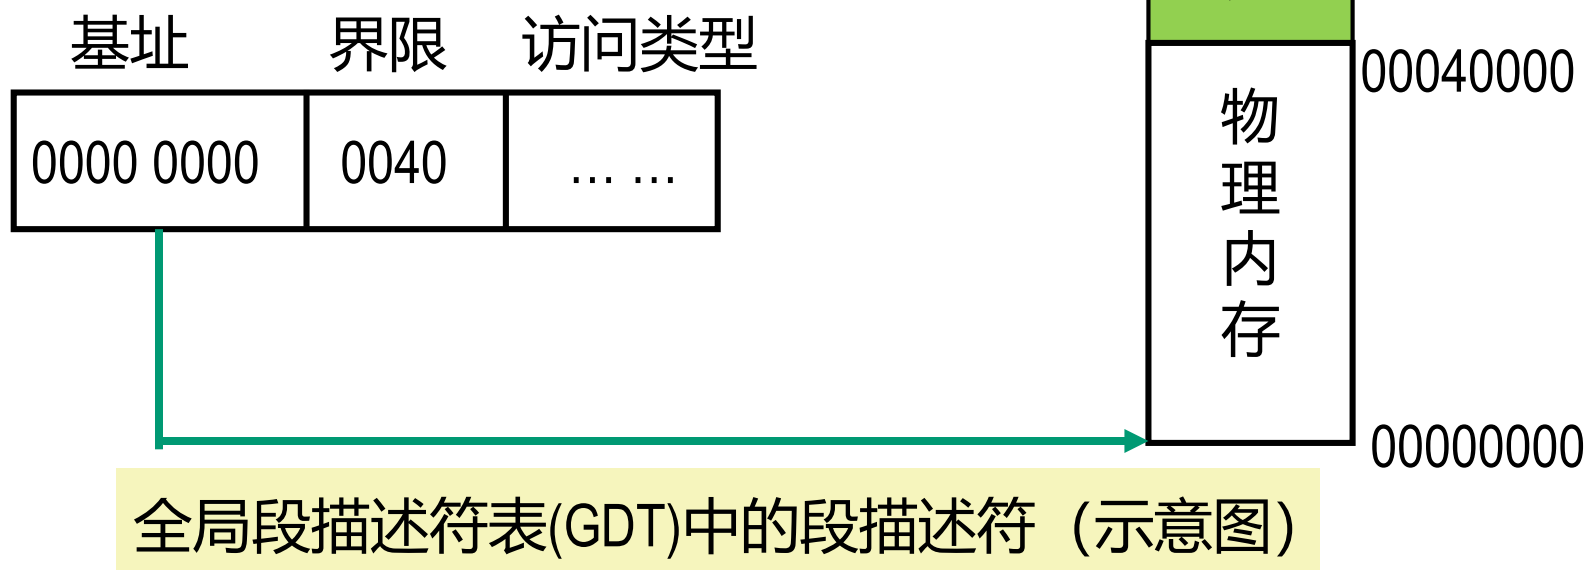 基址 界限 访问类型
00040000
0000 0000 0040 … …
物
理
内
存
00000000
全局段描述符表(GDT)中的段描述符（示意图）